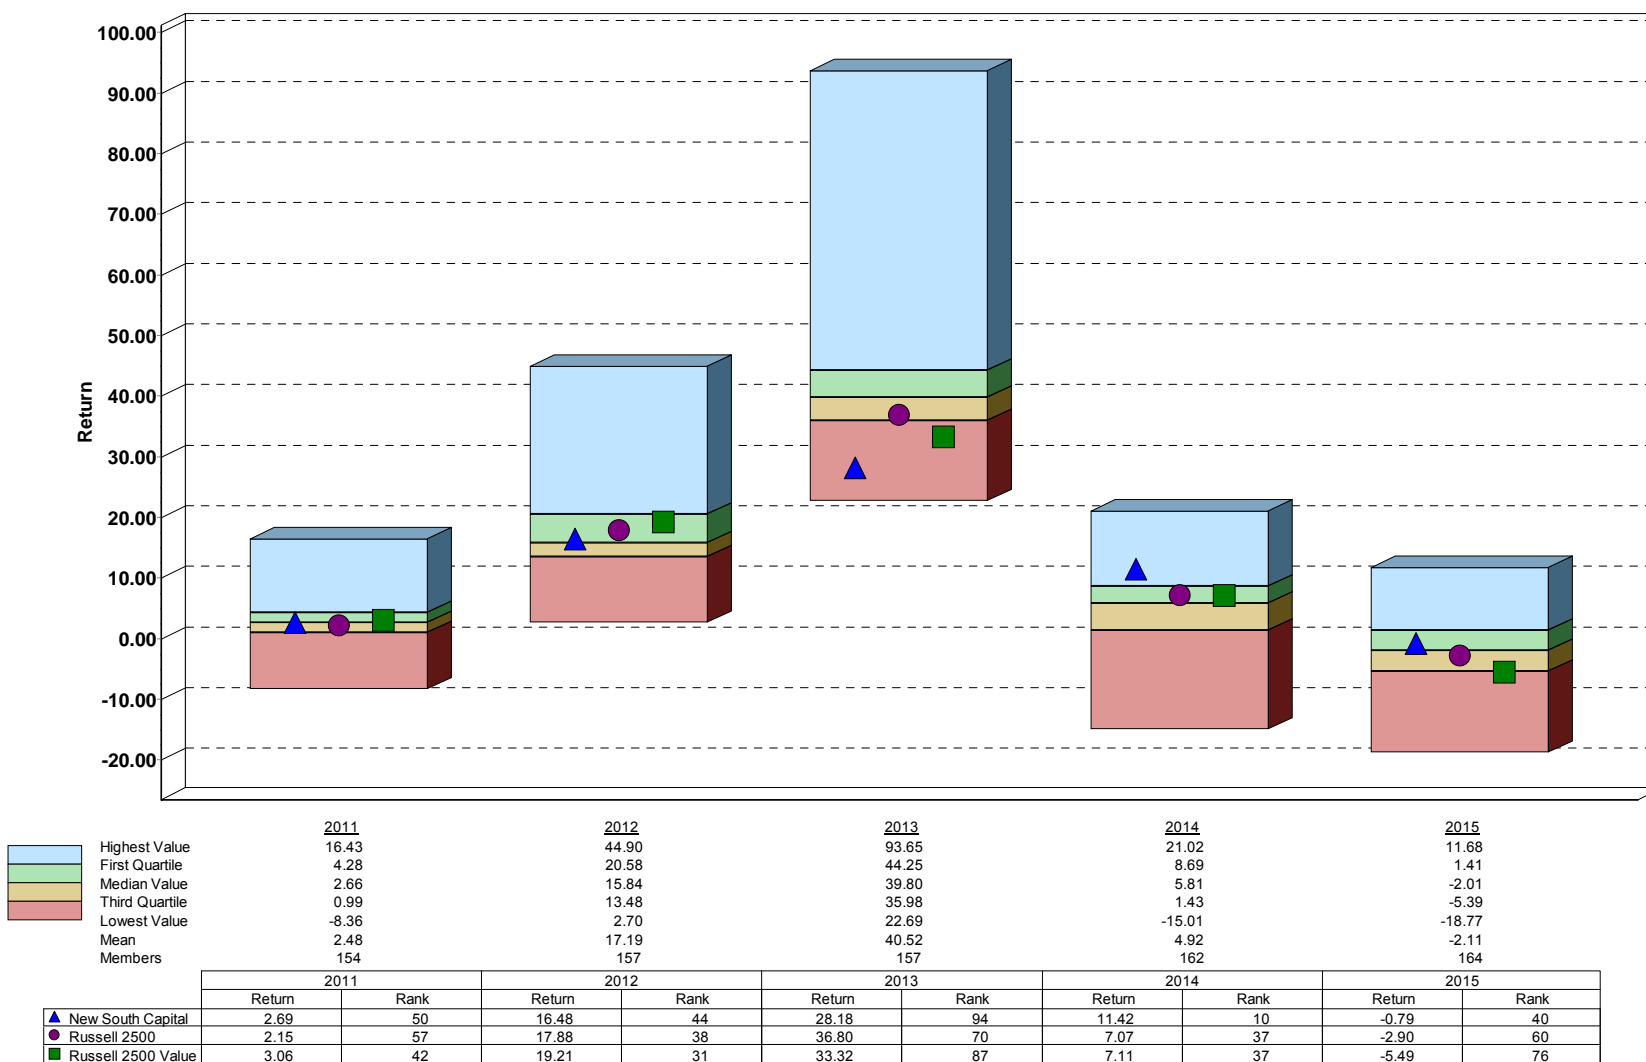 100.00
90.00
80.00
70.00
60.00
50.00
40.00
30.00
20.00
10.00
0.00
-10.00
-20.00
Return
2011 2012 2013 2014 2015
Highest Value 16.43 44.90 93.65 21.02 11.68
First Quartile 4.28 20.58 44.25 8.69 1.41
Median Value 2.66 15.84 39.80 5.81 -2.01
Third Quartile 0.99 13.48 35.98 1.43 -5.39
Lowest Value -8.36 2.70 22.69 -15.01 -18.77
Mean 2.48 17.19 40.52 4.92 -2.11
Members 154 157 157 162 164
2011 2012 2013 2014 2015
Return Rank Return Rank Return Rank Return Rank Return Rank
New South Capital 2.69 50 16.48 44 28.18 94 11.42 10 -0.79 40
Russell 2500 2.15 57 17.88 38 36.80 70 7.07 37 -2.90 60
Russell 2500 Value 3.06 42 19.21 31 33.32 87 7.11 37 -5.49 76